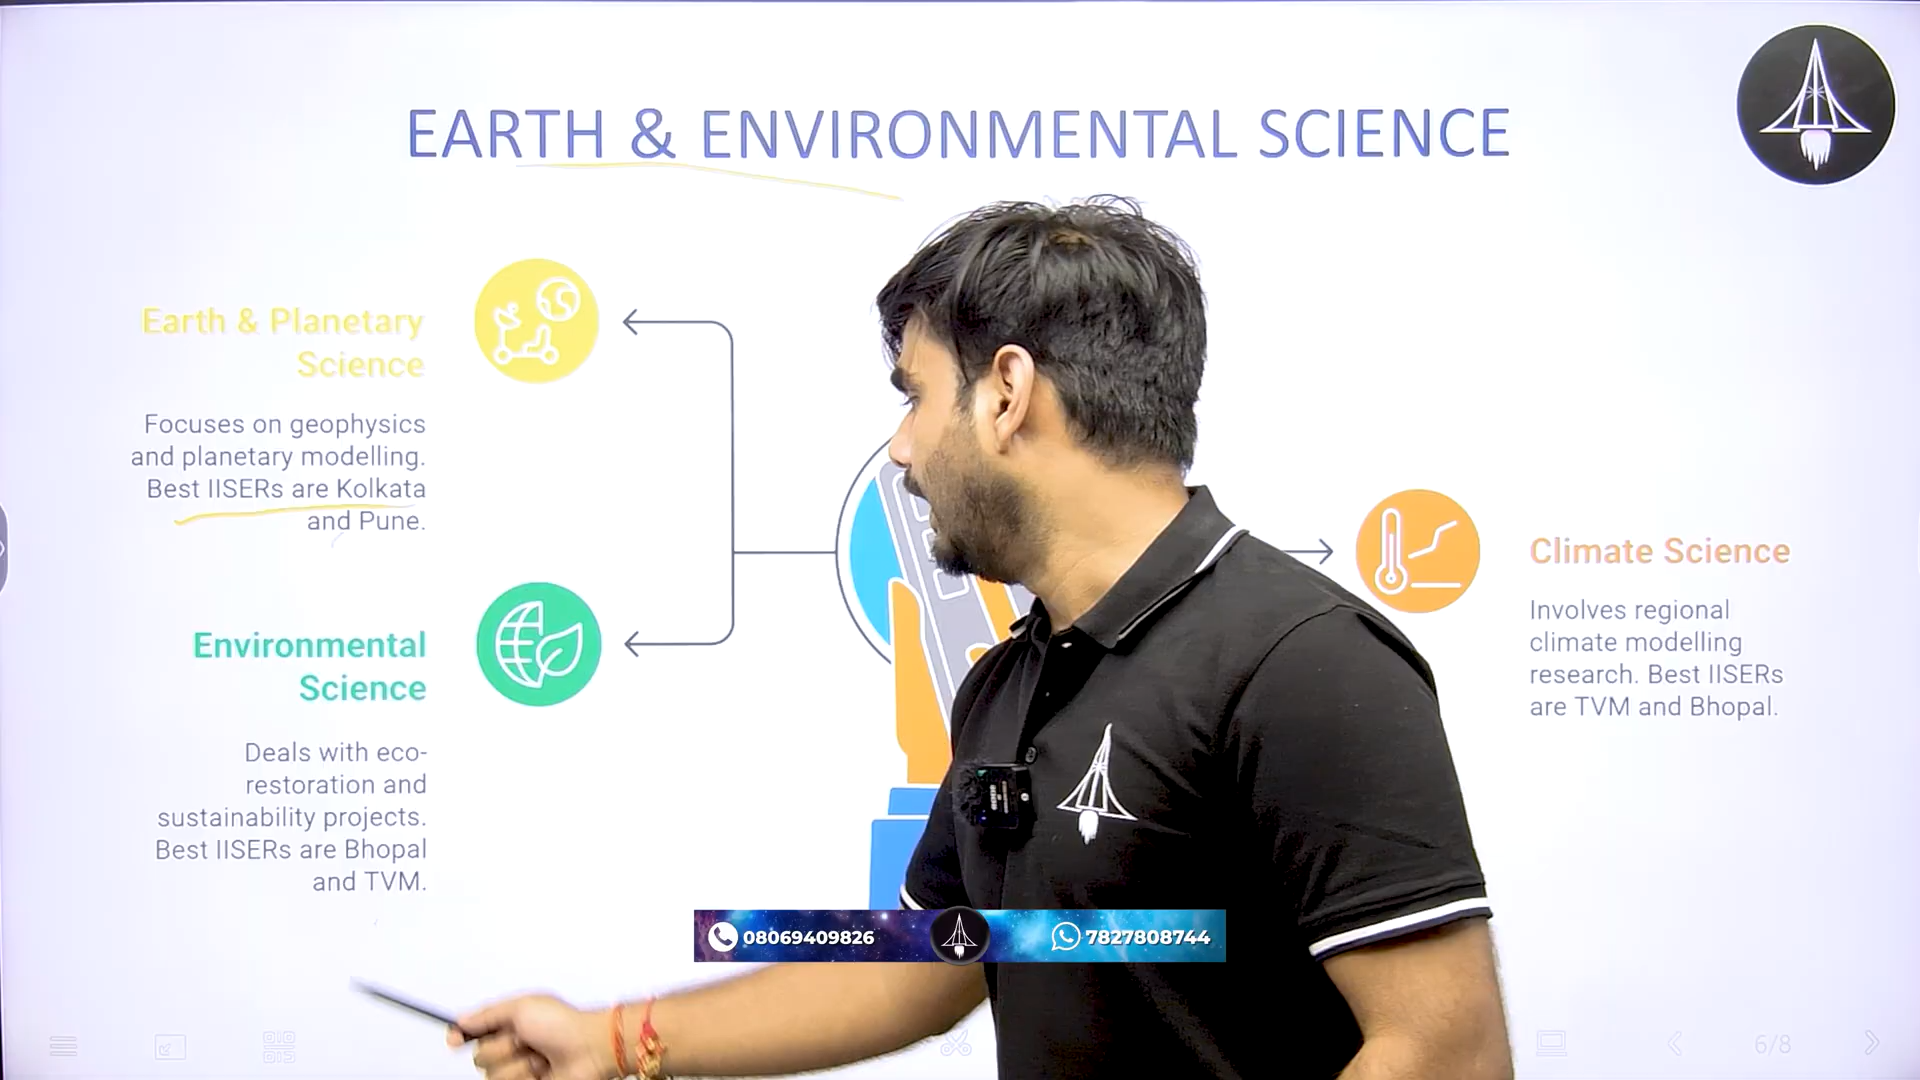 EARTH & ENVIRONMENTAL SCIENCE
Earth & Planetary
Science
Focuses on geophysics
and planetary modelling.
Best IISERs are Kolkata
and Pune.
Environmental
Science
Deals with eco-
restoration and
sustainability projects.
Best IISERs are Bhopal
and TVM.
Climate Science
Involves regional
climate modelling
research. Best IISERs
are TVM and Bhopal.
08069409826
7827808744
6/8